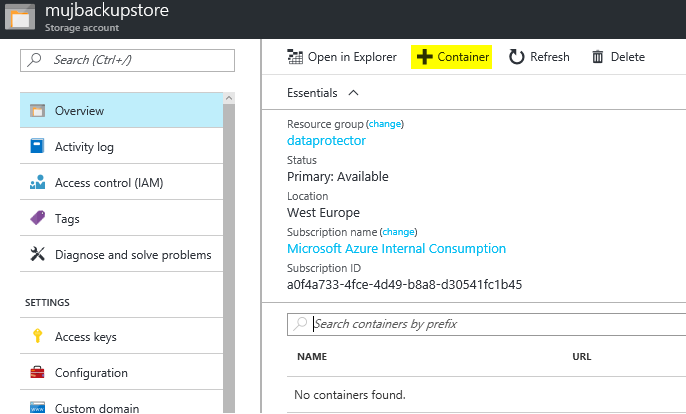 mujbackupstore
Storage account
Search (Ctrl+/)
Overview
Activity log
Access control (IAM)
Tags
Diagnose and solve problems
SETTINGS
Access keys
Configuration
Custom domain
Open in Explorer
Container
Refresh
Delete
Essentials
Resource group (change)
dataprotector
Status
Primary: Available
Location
West Europe
Subscription name (change)
Microsoft Azure Internal Consumption
Subscription ID
a0f4a733-4fce-4d49-b8a8-d30541fc1b45
Search containers by prefix
NAME
URL
No containers found.